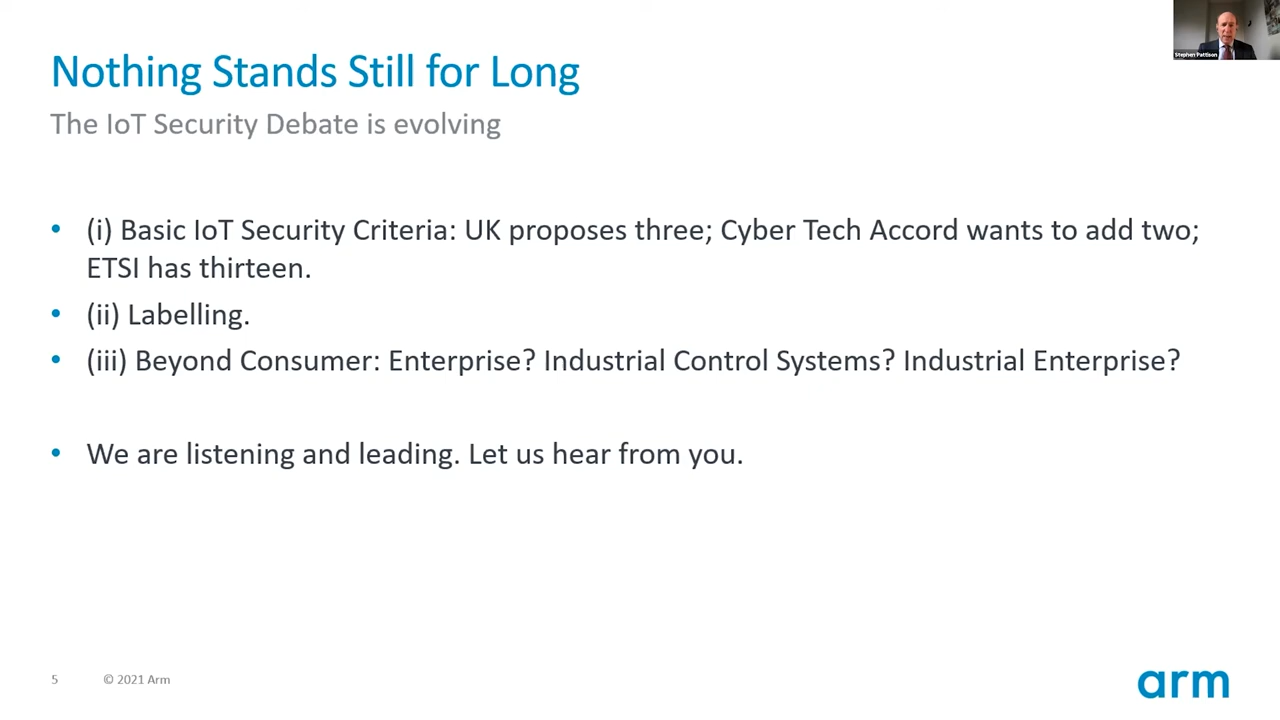 Stephen Pattison
Nothing Stands Still for Long
The IoT Security Debate is evolving
• (i) Basic IoT Security Criteria: UK proposes three; Cyber Tech Accord wants to add two;
ETSI has thirteen.
• (ii) Labelling.
• (iii) Beyond Consumer: Enterprise? Industrial Control Systems? Industrial Enterprise?
• We are listening and leading. Let us hear from you.
5 © 2021 Arm
arm